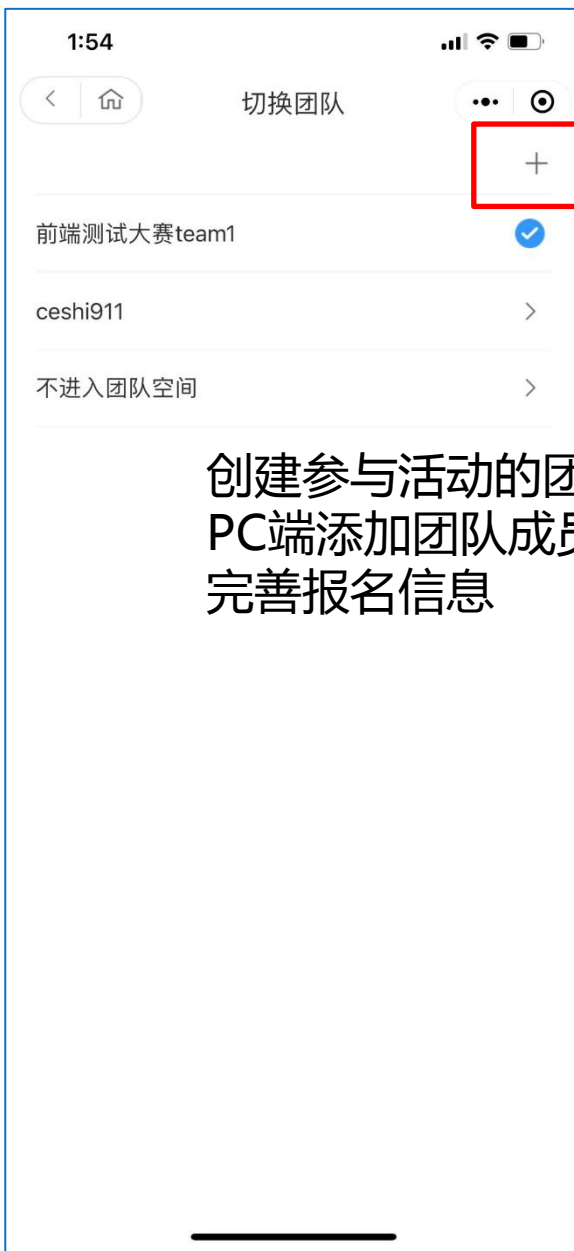 1:54
切换团队
前端测试大赛team1
ceshi911
不进入团队空间
创建参与活动的团
PC端添加团队成员
完善报名信息